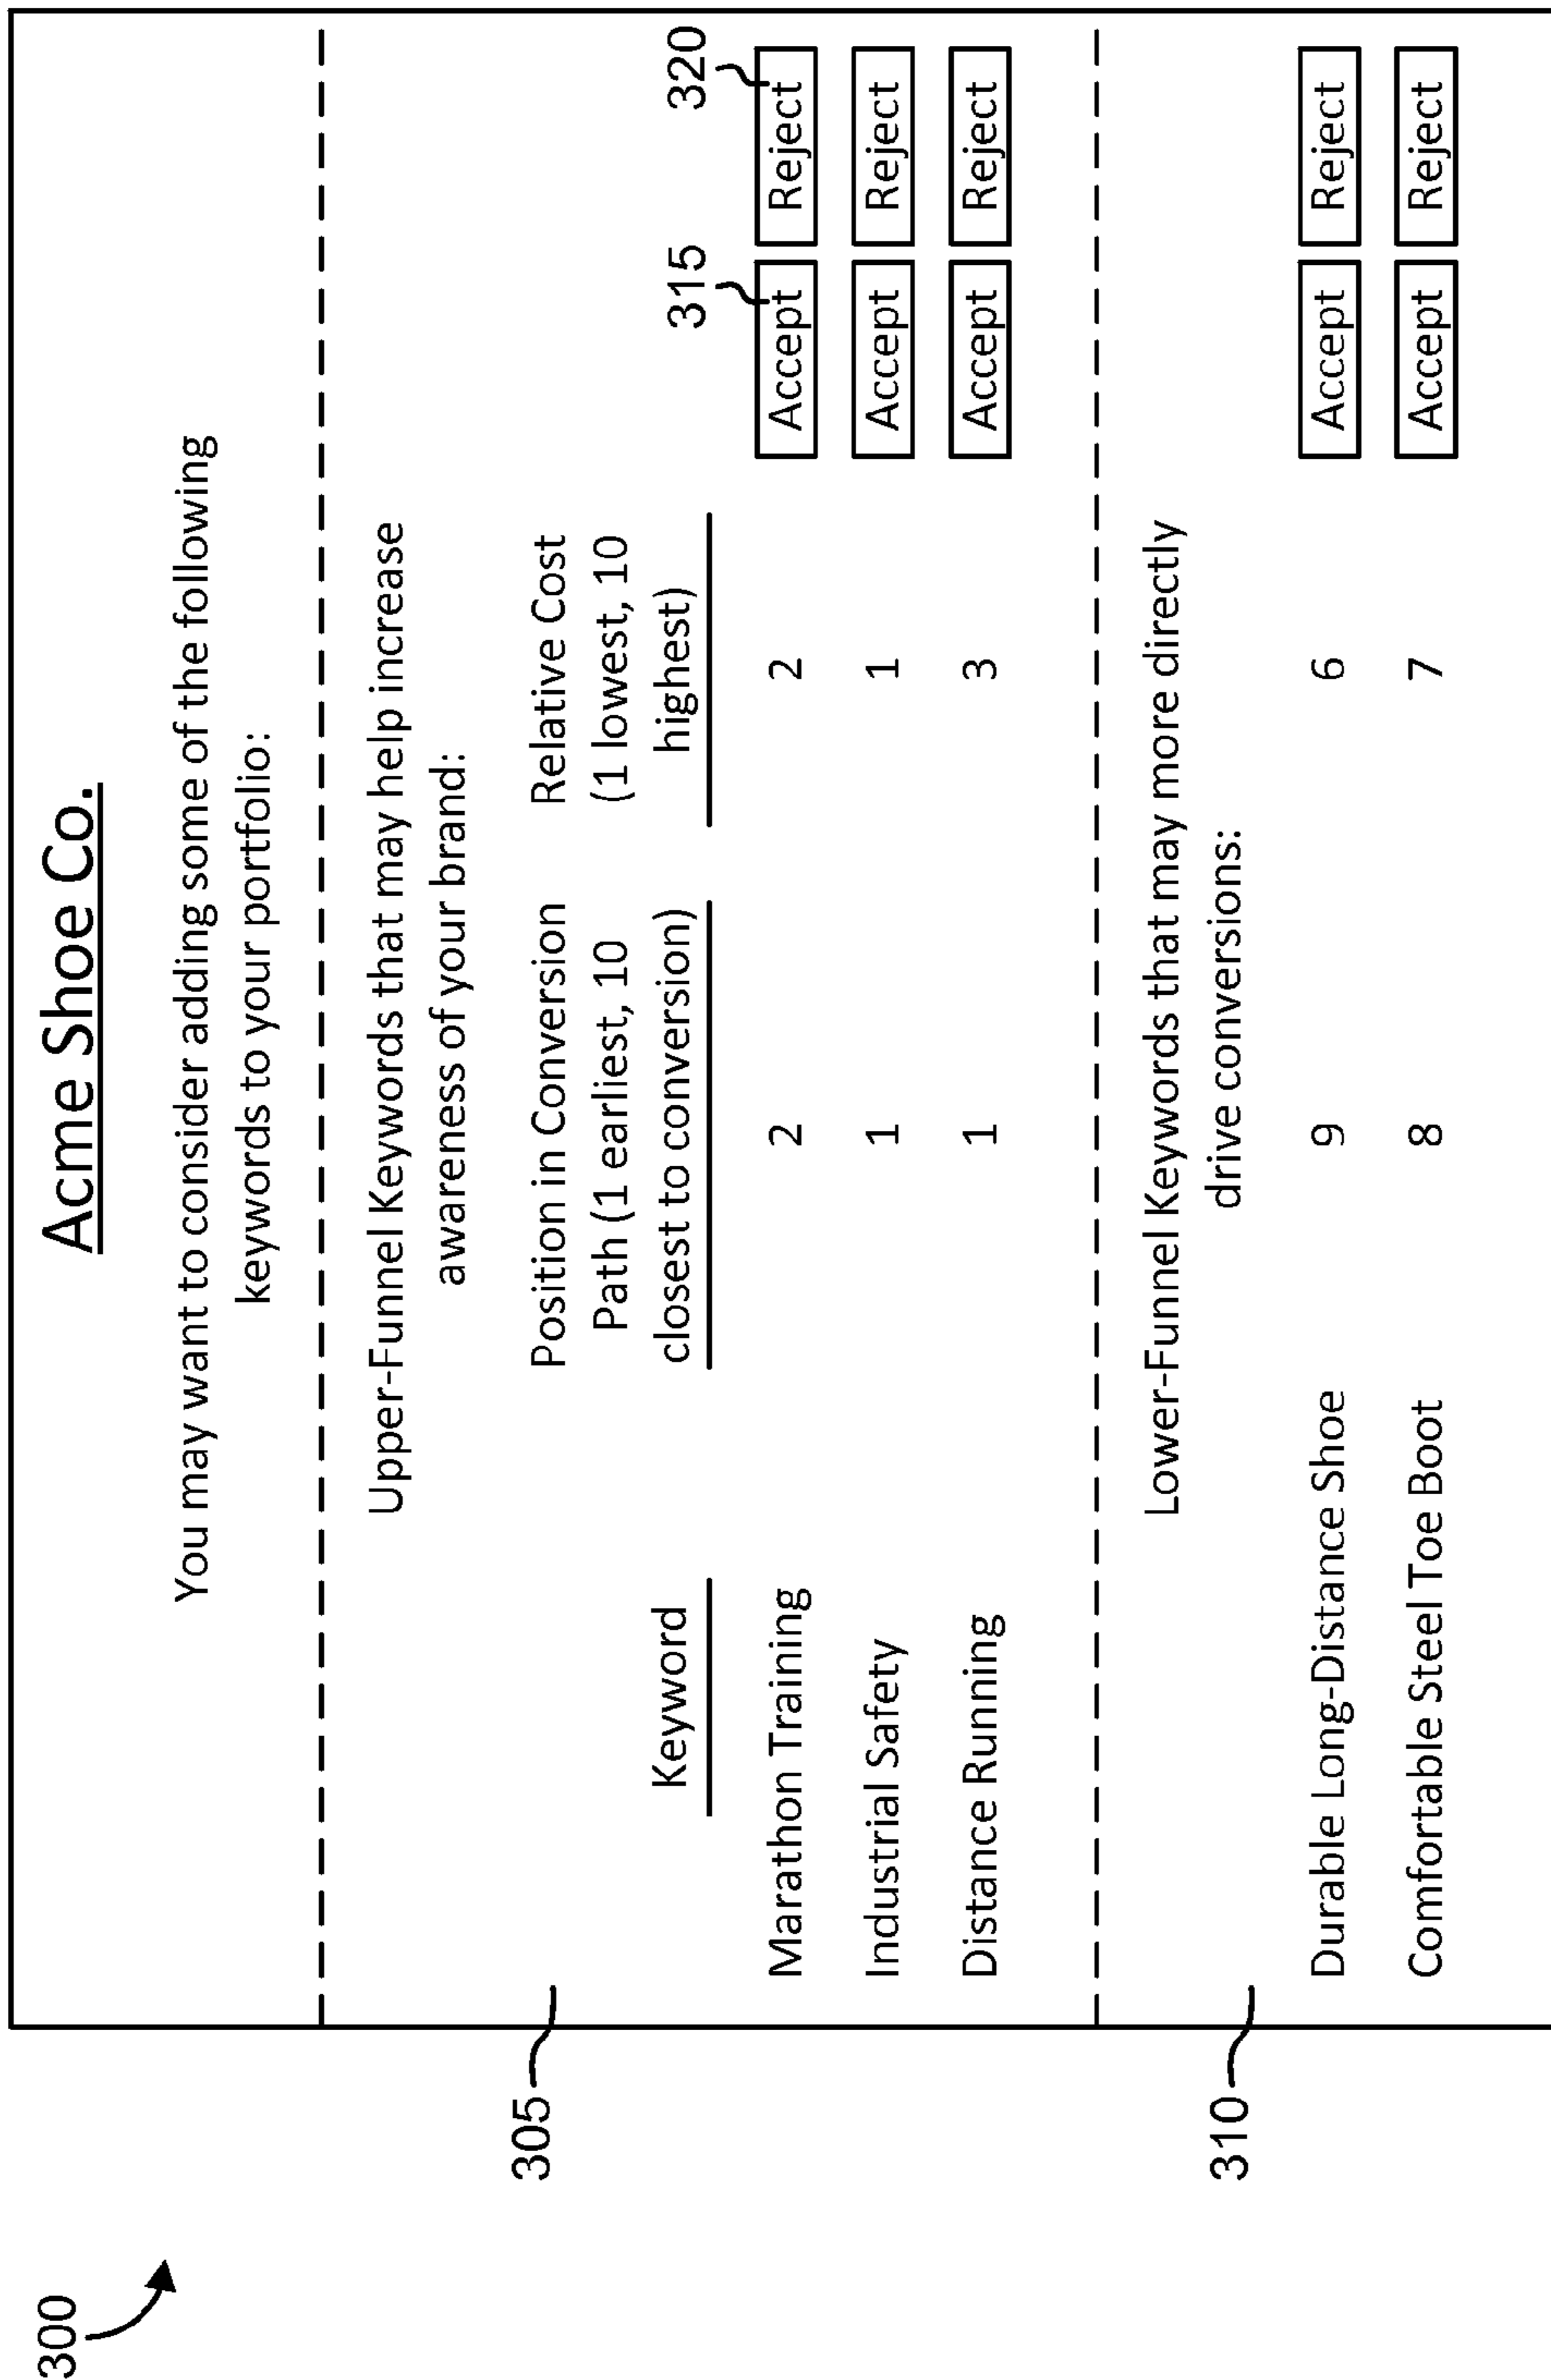 300
Acme Shoe Co.
You may want to consider adding some of the following
keywords to your portfolio:
305
Upper-Funnel Keywords that may help increase
awareness of your brand:
Keyword
Position in Conversion
Path (1 earliest, 10
closest to conversion)
Relative Cost
(1 lowest, 10
highest)
315
320
Marathon Training 2 2 Accept Reject
Industrial Safety 1 1 Accept Reject
Distance Running 1 3 Accept Reject
310
Lower-Funnel Keywords that may more directly
drive conversions:
Durable Long-Distance Shoe 9 6 Accept Reject
Comfortable Steel Toe Boot 8 7 Accept Reject